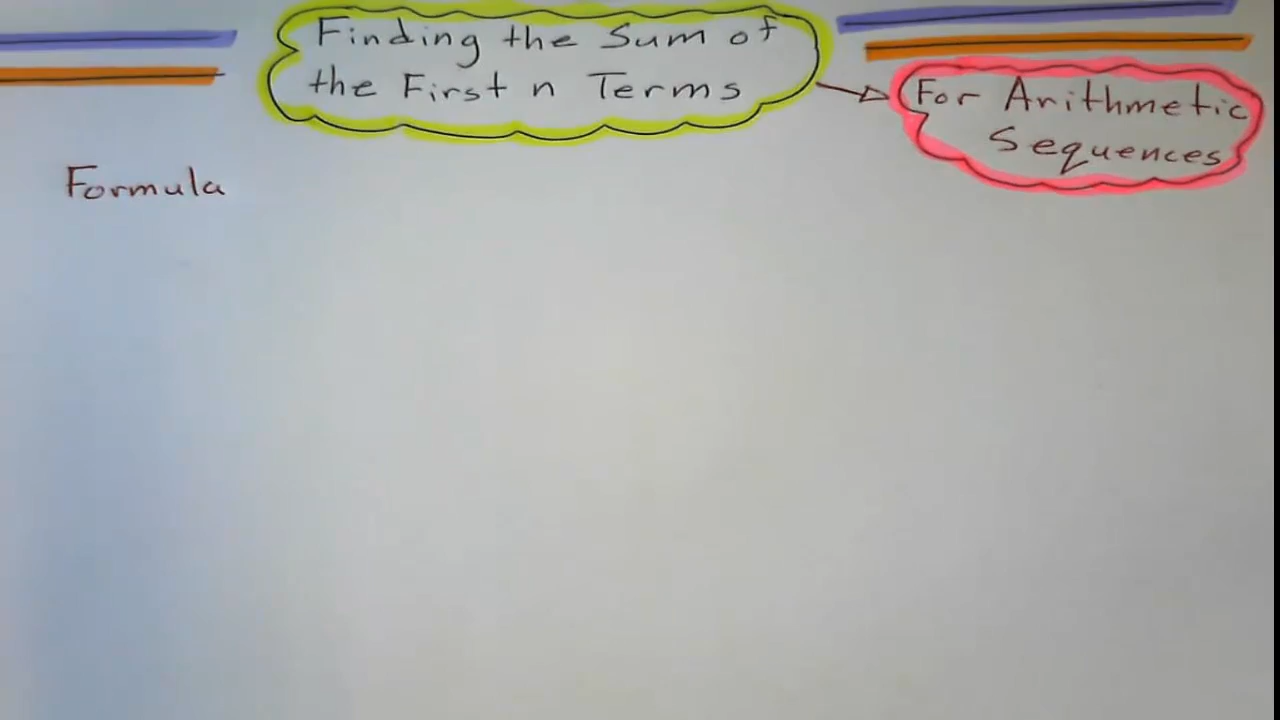 Finding the Sum of
the First n Terms
For Arithmetic
Sequences
Formula